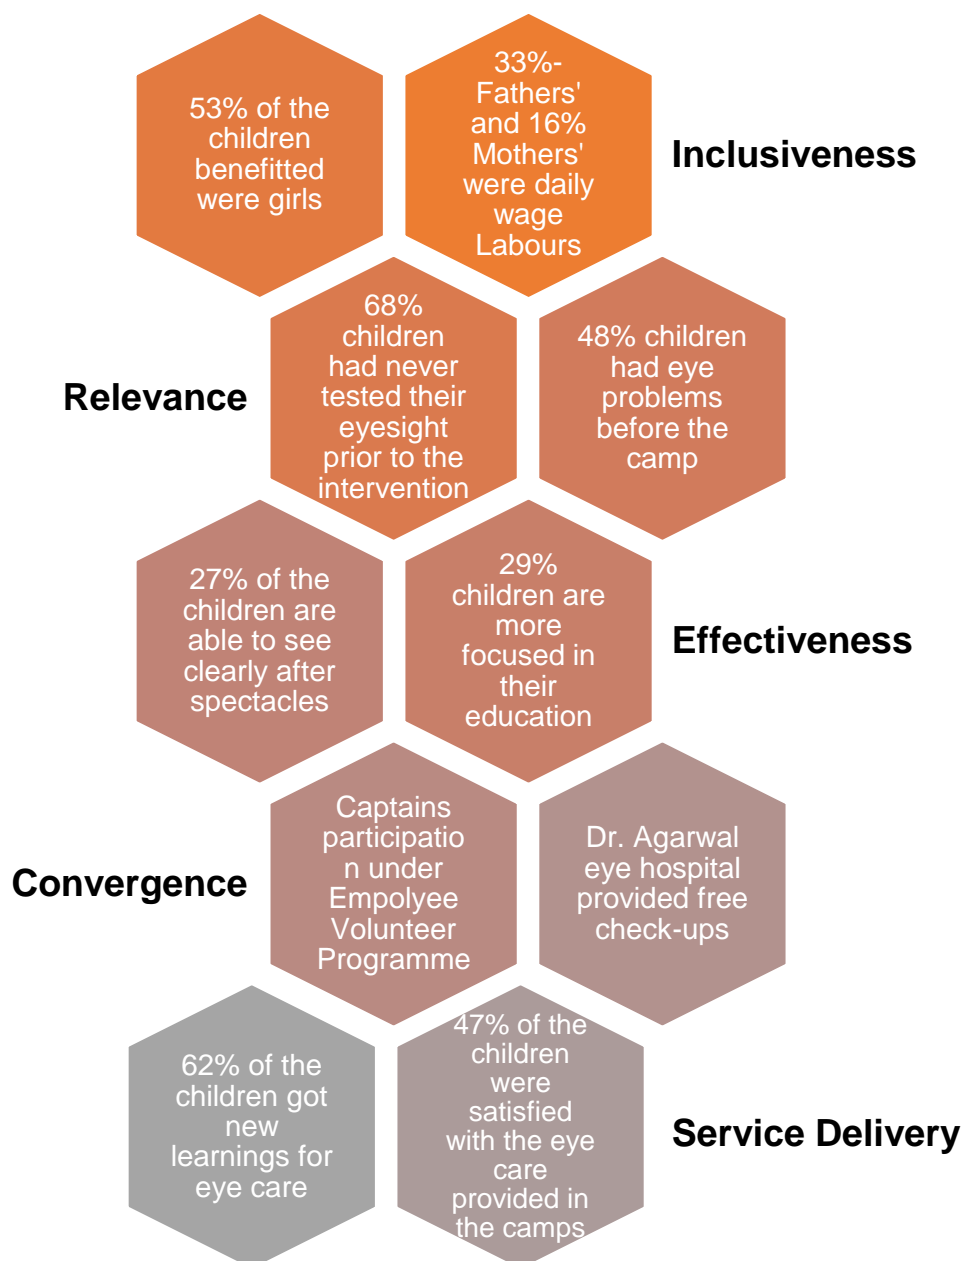 53% of the
children
benefitted
were girls
33%-
Fathers'
and 16%
Mothers'
were daily
wage
Labours
Inclusiveness
Relevance
68%
children
had never
tested their
eyesight
prior to the
intervention
48% children
had eye
problems
before the
camp
27% of the
children are
able to see
clearly after
spectacles
29%
children are
more
focused in
their
education
Effectiveness
Convergence
Captains
participatio
n under
Empolyee
Volunteer
Programme
Dr. Agarwal
eye hospital
provided free
check-ups
62% of the
children got
new
learnings for
eye care
47% of the
children
were
satisfied
with the eye
care
provided in
the camps
Service Delivery